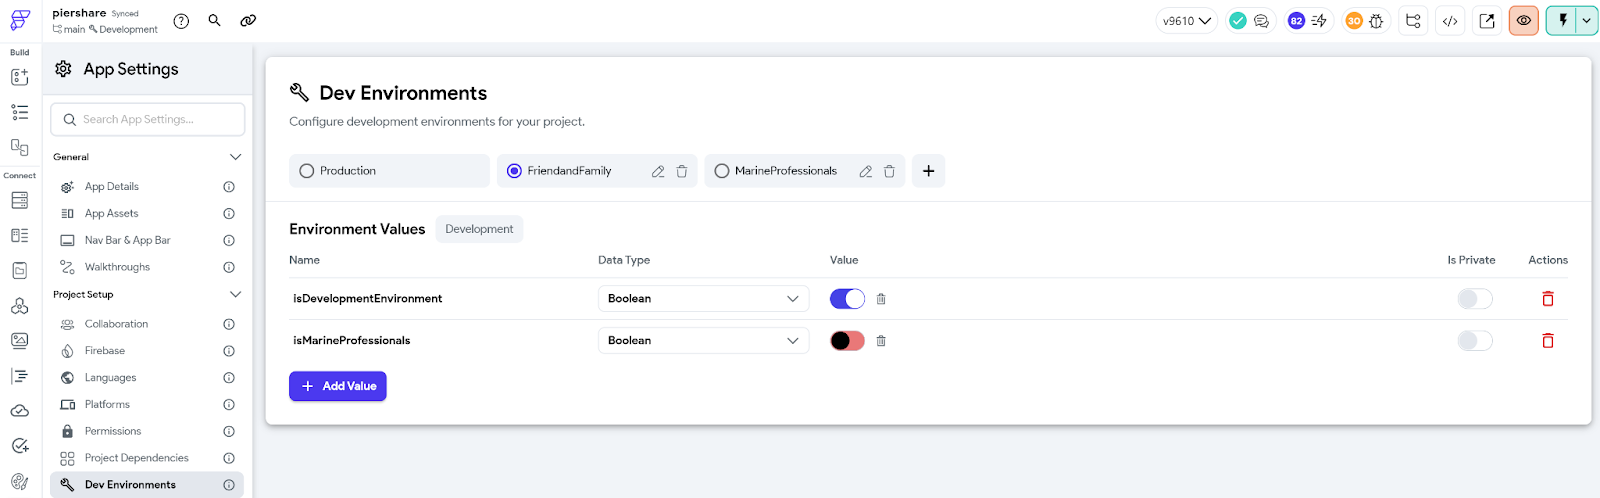 piershare Synced
main Development
v9610
82
30
Build
Connect
App Settings
Search App Settings...
General
App Details
App Assets
Nav Bar & App Bar
Walkthroughs
Project Setup
Collaboration
Firebase
Languages
Platforms
Permissions
Project Dependencies
Dev Environments
Dev Environments
Configure development environments for your project.
Production
FriendandFamily
MarineProfessionals
Environment Values Development
Name Data Type Value Is Private Actions
isDevelopmentEnvironment Boolean
isMarineProfessionals Boolean
+ Add Value